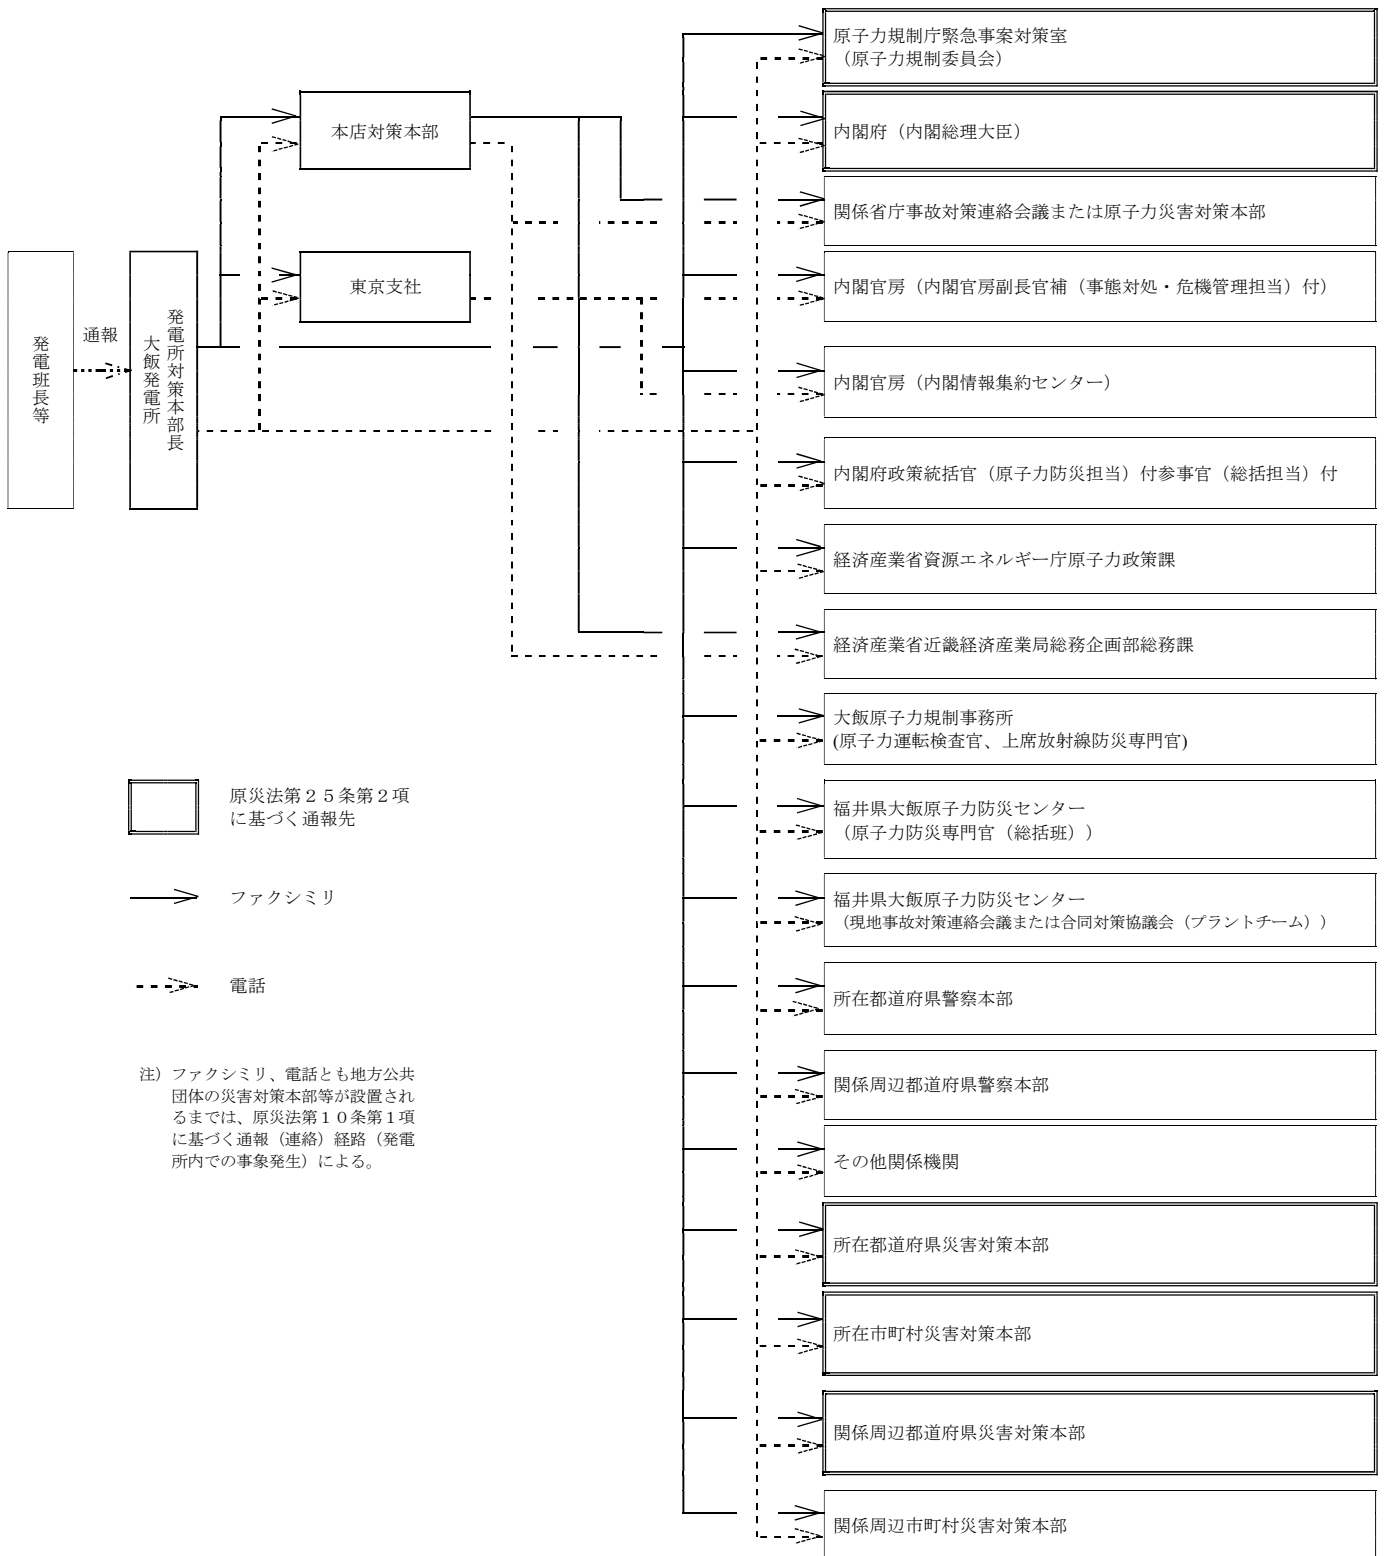 原子力規制庁緊急事案対策室
（原子力規制委員会）
内閣府（内閣総理大臣）
関係省庁事故対策連絡会議または原子力災害対策本部
内閣官房（内閣官房副長官補（事態対処・危機管理担当）付）
内閣官房（内閣情報集約センター）
内閣府政策統括官（原子力防災担当）付参事官（総括担当）付
経済産業省資源エネルギー庁原子力政策課
経済産業省近畿経済産業局総務企画部総務課
大飯原子力規制事務所
(原子力運転検査官、上席放射線防災専門官)
福井県大飯原子力防災センター
（原子力防災専門官（総括班））
福井県大飯原子力防災センター
（現地事故対策連絡会議または合同対策協議会（プラントチーム））
所在都道府県警察本部
関係周辺都道府県警察本部
その他関係機関
所在都道府県災害対策本部
所在市町村災害対策本部
関係周辺都道府県災害対策本部
関係周辺市町村災害対策本部
本店対策本部
東京支社
発電班長等
通報
発電所対策本部長
大飯発電所
原災法第２５条第２項
に基づく通報先
ファクシミリ
電話
注）ファクシミリ、電話とも地方公共
団体の災害対策本部等が設置され
るまでは、原災法第１０条第１項
に基づく通報（連絡）経路（発電
所内での事象発生）による。